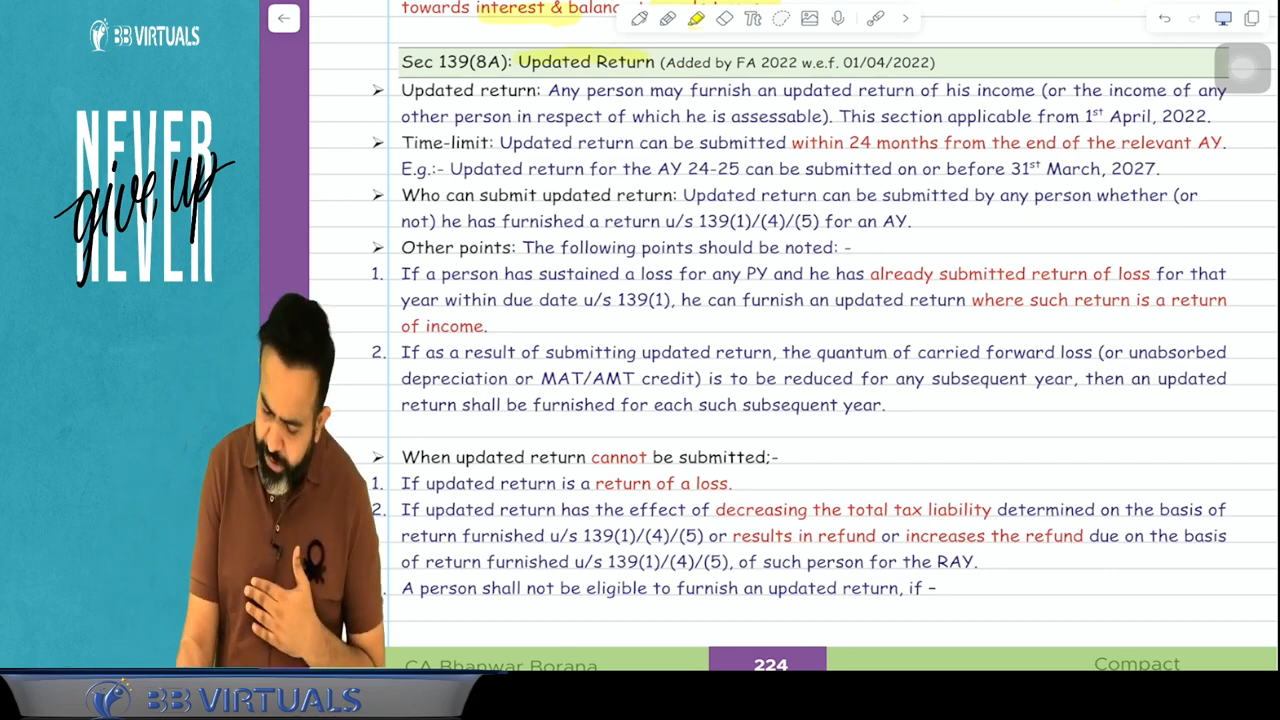 BB VIRTUALS
NEVER
give up
NEVER
towards interest & balanc
Tt
Sec 139(8A): Updated Return (Added by FA 2022 w.e.f. 01/04/2022)
➤ Updated return: Any person may furnish an updated return of his income (or the income of any
other person in respect of which he is assessable). This section applicable from 1st April, 2022.
➤ Time-limit: Updated return can be submitted within 24 months from the end of the relevant AY.
E.g.:- Updated return for the AY 24-25 can be submitted on or before 31st March, 2027.
➤ Who can submit updated return: Updated return can be submitted by any person whether (or
not) he has furnished a return u/s 139(1)/(4)/(5) for an AY.
➤ Other points: The following points should be noted: -
1. If a person has sustained a loss for any PY and he has already submitted return of loss for that
year within due date u/s 139(1), he can furnish an updated return where such return is a return
of income.
2. If as a result of submitting updated return, the quantum of carried forward loss (or unabsorbed
depreciation or MAT/AMT credit) is to be reduced for any subsequent year, then an updated
return shall be furnished for each such subsequent year.
➤ When updated return cannot be submitted;-
1. If updated return is a return of a loss.
2. If updated return has the effect of decreasing the total tax liability determined on the basis of
return furnished u/s 139(1)/(4)/(5) or results in refund or increases the refund due on the basis
of return furnished u/s 139(1)/(4)/(5), of such person for the RAY.
A person shall not be eligible to furnish an updated return, if –
CA Bhanwar Borana 224 Compact
BB VIRTUALS